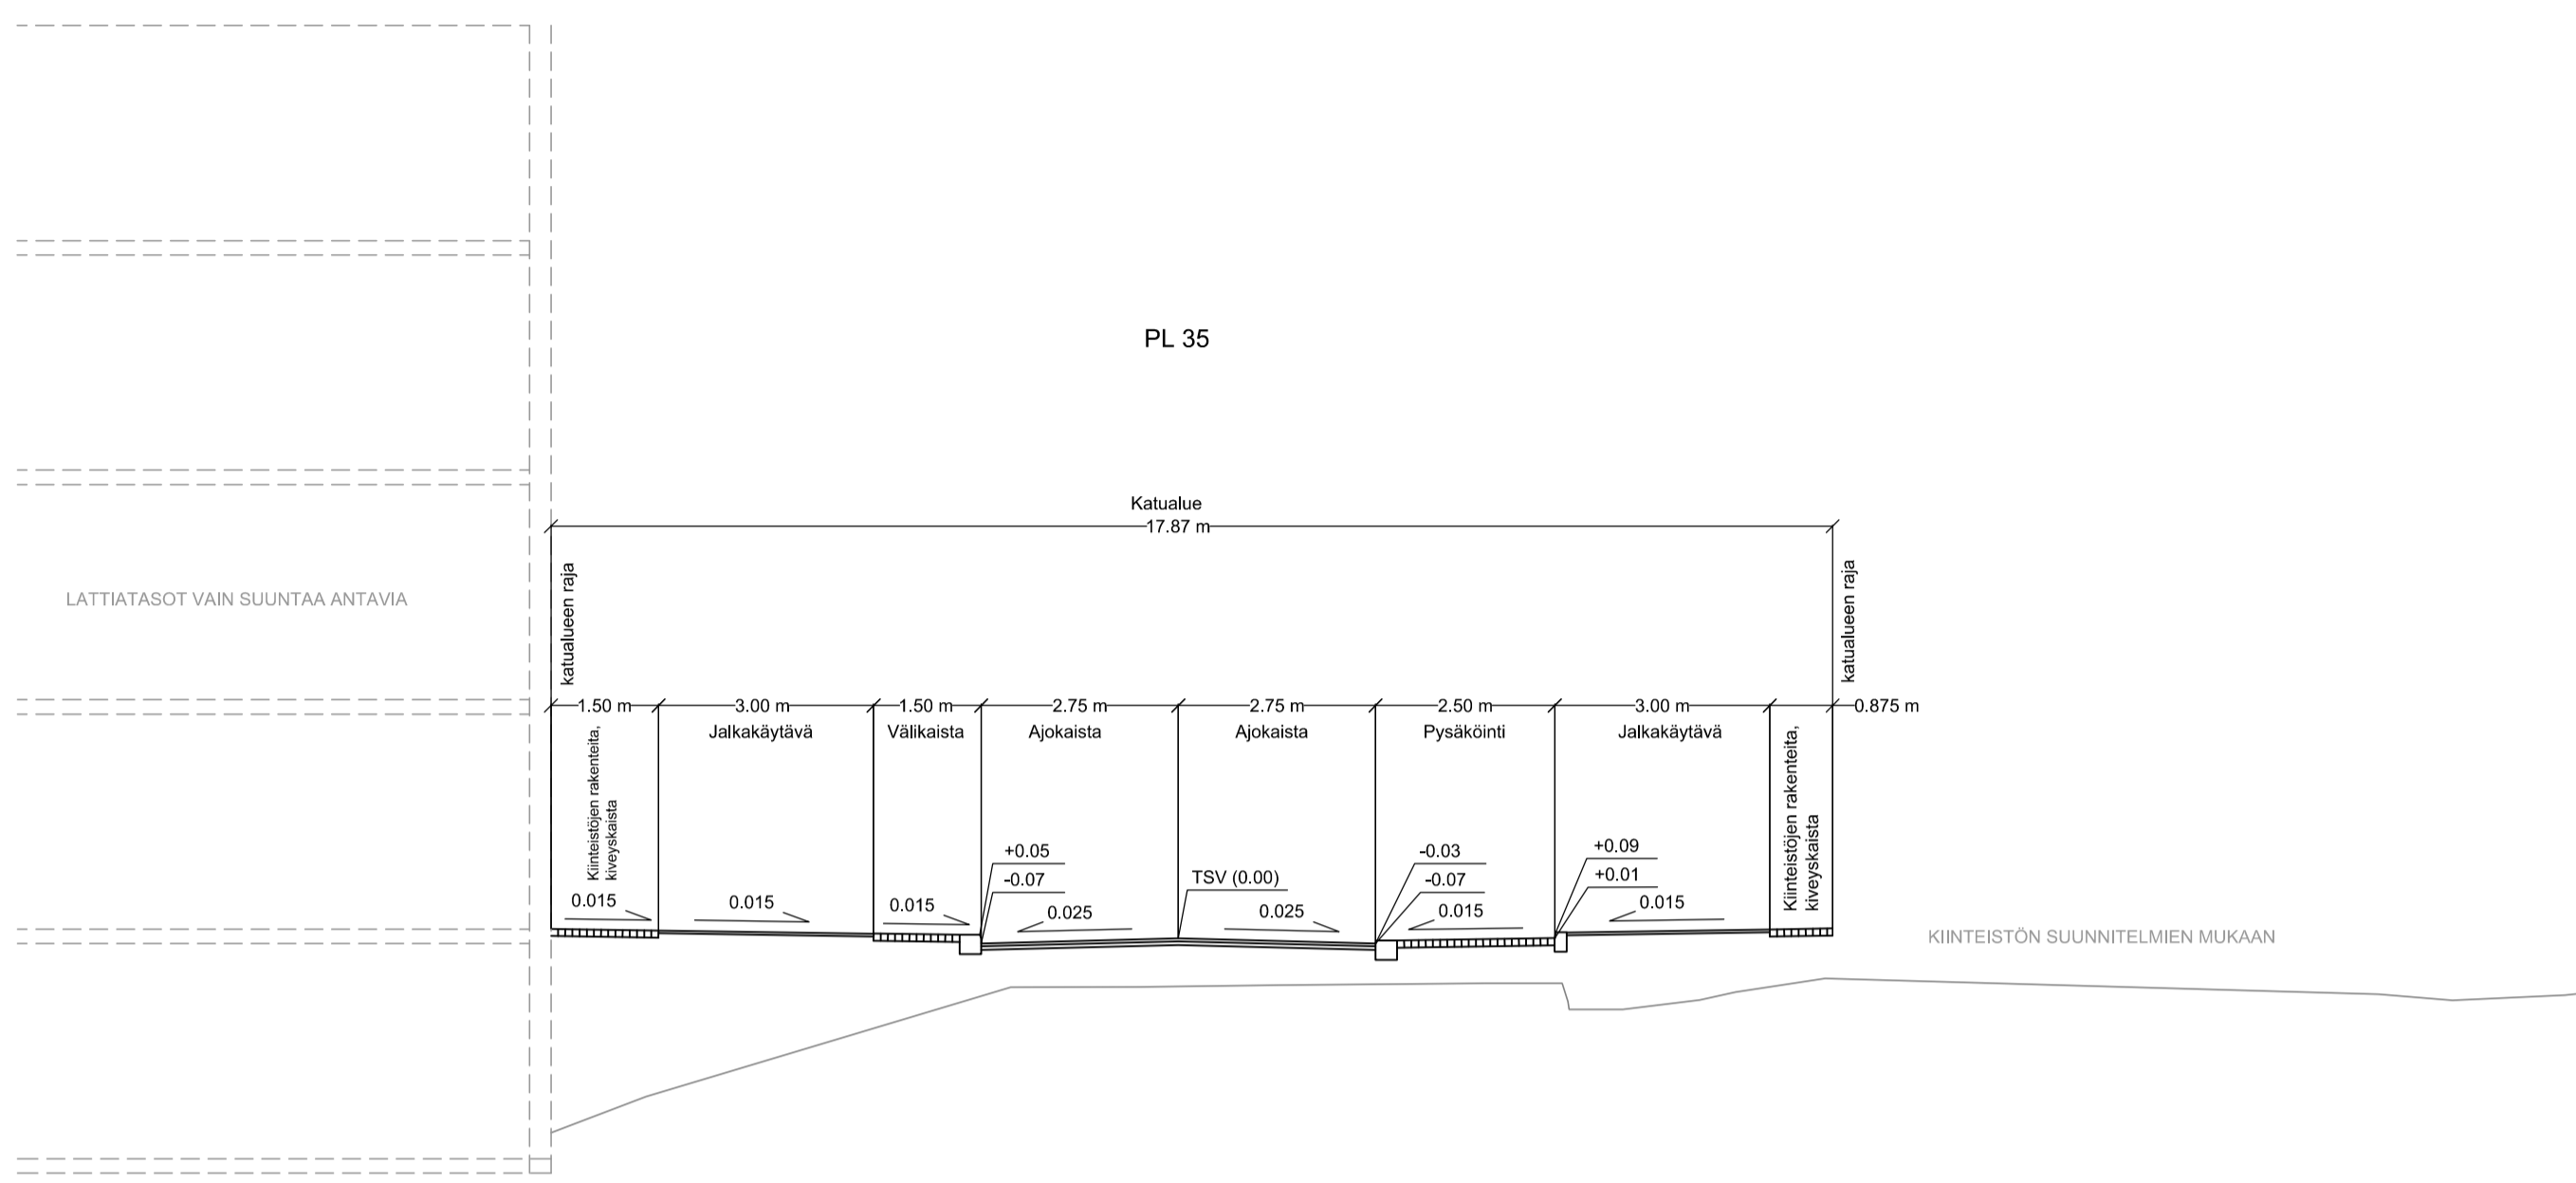 PL 35
Katualue
17.87 m
LATTIATASOT VAIN SUUNTAA ANTAVIA
katualueen raja
katualueen raja
1.50 m
3.00 m
1.50 m
2.75 m
2.75 m
2.50 m
3.00 m
0.875 m
Kiinteistöjen rakenteita,
kiveyskaista
Jalkakäytävä
Välikaista
Ajokaista
Ajokaista
Pysäköinti
Jalkakäytävä
Kiinteistöjen rakenteita,
kiveyskaista
+0.05
-0.07
TSV (0.00)
-0.03
-0.07
+0.09
+0.01
0.015
0.015
0.015
0.025
0.025
0.015
0.015
KIINTEISTÖN SUUNNITELMIEN MUKAAN